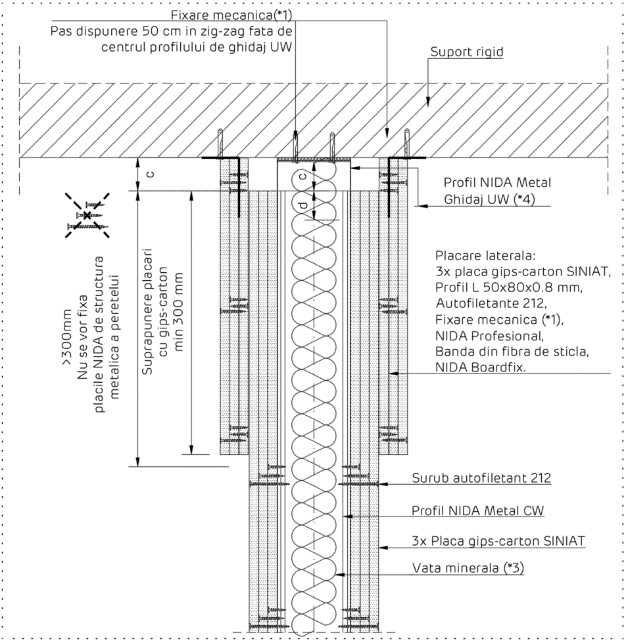 Fixare mecanica(*1)
Pas dispunere 50 cm in zig-zag fata de
centrul profilului de ghidaj UW
Suport rigid
c
c
d
Profil NIDA Metal
Ghidaj UW (*4)
>300mm
Nu se vor fixa
placile NIDA de structura
metalica a peretelui
Suprapunere placari
cu gips-carton
min 300 mm
Placare laterala:
3x placa gips-carton SINIAT,
Profil L 50x80x0.8 mm,
Autofiletante 212,
Fixare mecanica (*1),
NIDA Profesional,
Banda din fibra de sticla,
NIDA Boardfix.
Surub autofiletant 212
Profil NIDA Metal CW
3x Placa gips-carton SINIAT
Vata minerala (*3)